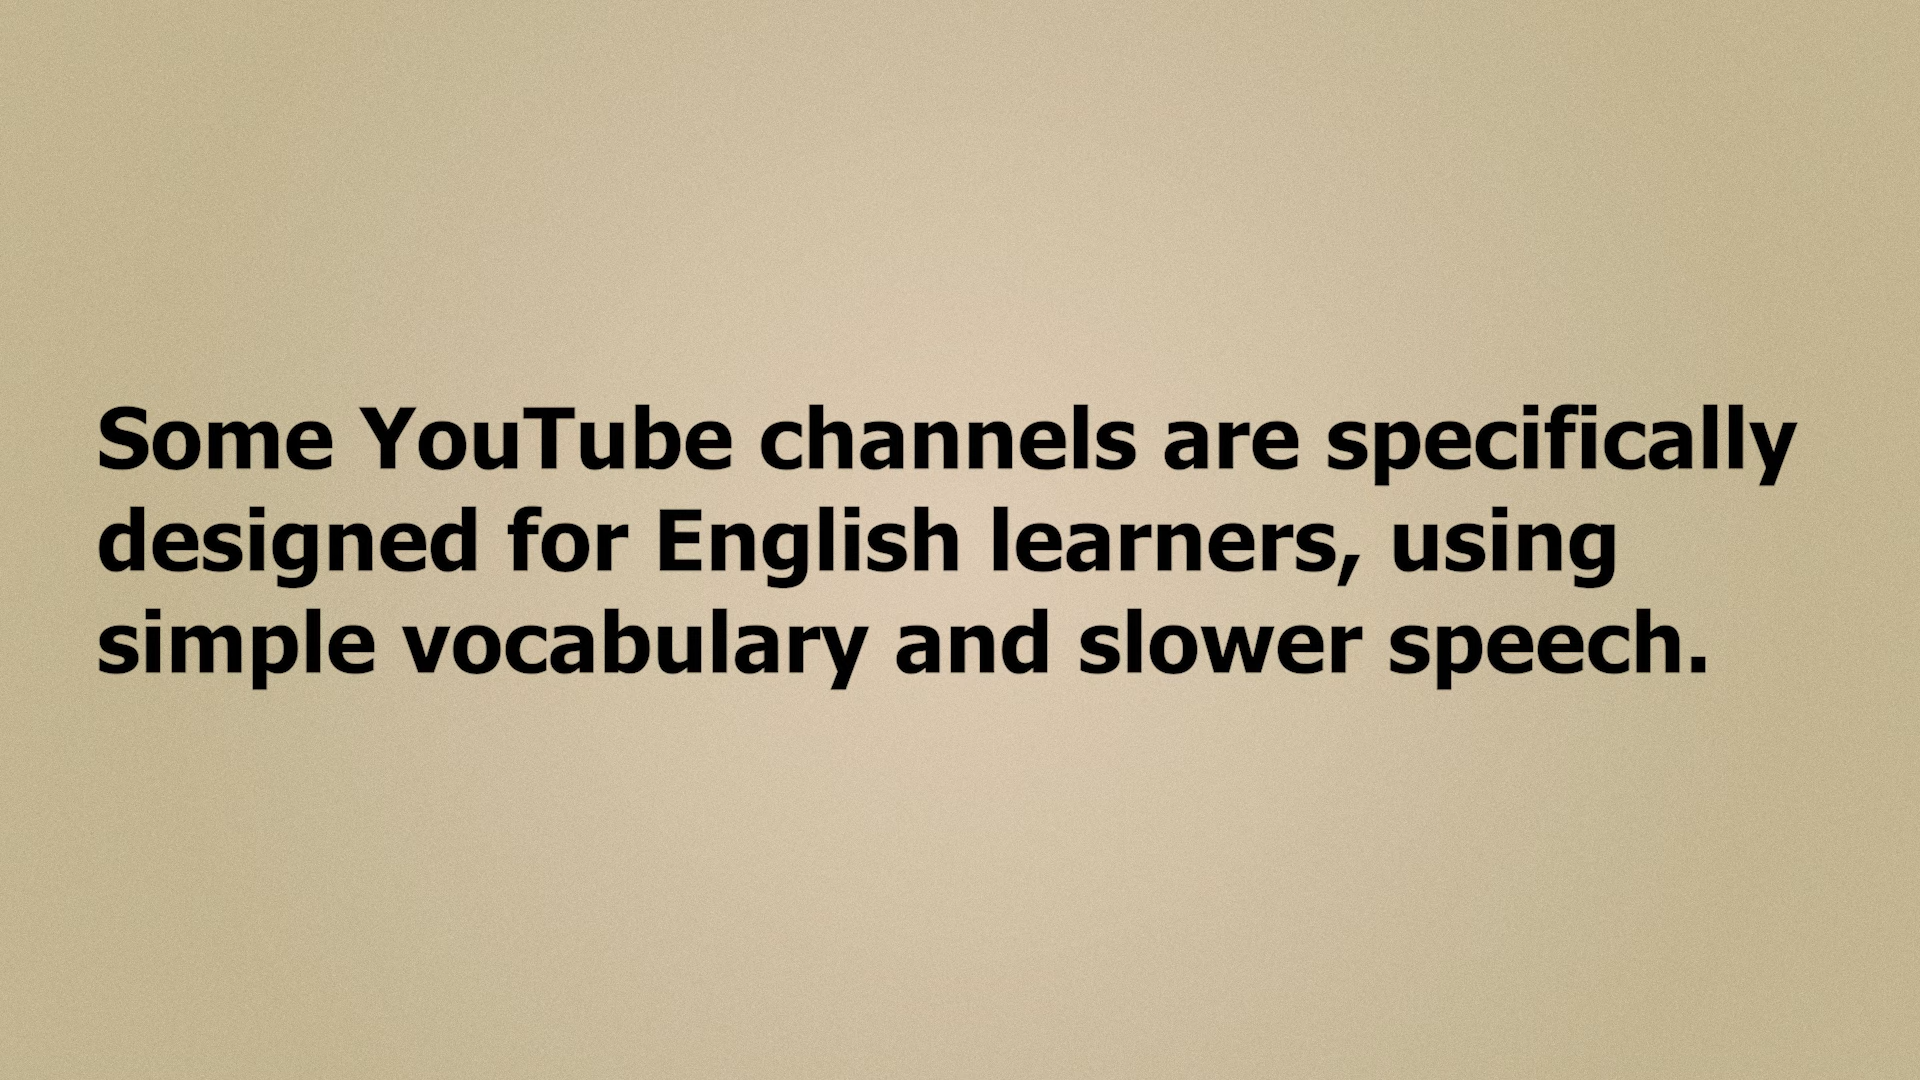 Some YouTube channels are specifically
designed for English learners, using
simple vocabulary and slower speech.